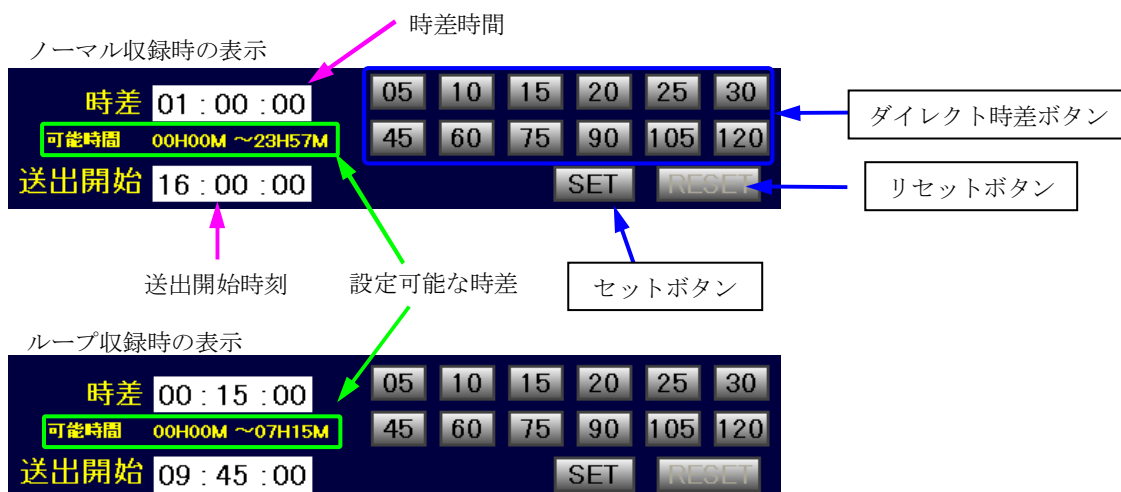 時差時間
ノーマル収録時の表示
時差 01 : 00 : 00
05 10 15 20 25 30
ダイレクト時差ボタン
可能時間 00H00M ～23H57M
45 60 75 90 105 120
送出開始 16 : 00 : 00
SET RESET
リセットボタン
送出開始時刻
設定可能な時差
セットボタン
ループ収録時の表示
時差 00 : 15 : 00
05 10 15 20 25 30
可能時間 00H00M ～07H15M
45 60 75 90 105 120
送出開始 09 : 45 : 00
SET RESET